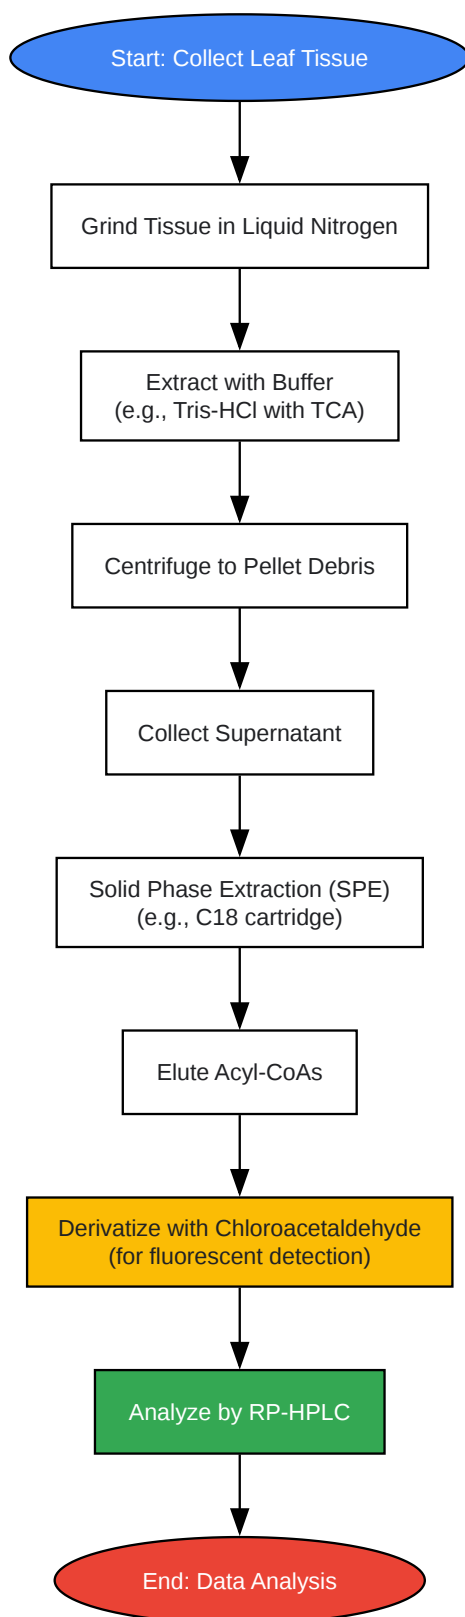 Start: Collect Leaf Tissue
Grind Tissue in Liquid Nitrogen
Extract with Buffer
(e.g., Tris-HCl with TCA)
Centrifuge to Pellet Debris
Collect Supernatant
Solid Phase Extraction (SPE)
(e.g., C18 cartridge)
Elute Acyl-CoAs
Derivatize with Chloroacetaldehyde
(for fluorescent detection)
Analyze by RP-HPLC
End: Data Analysis